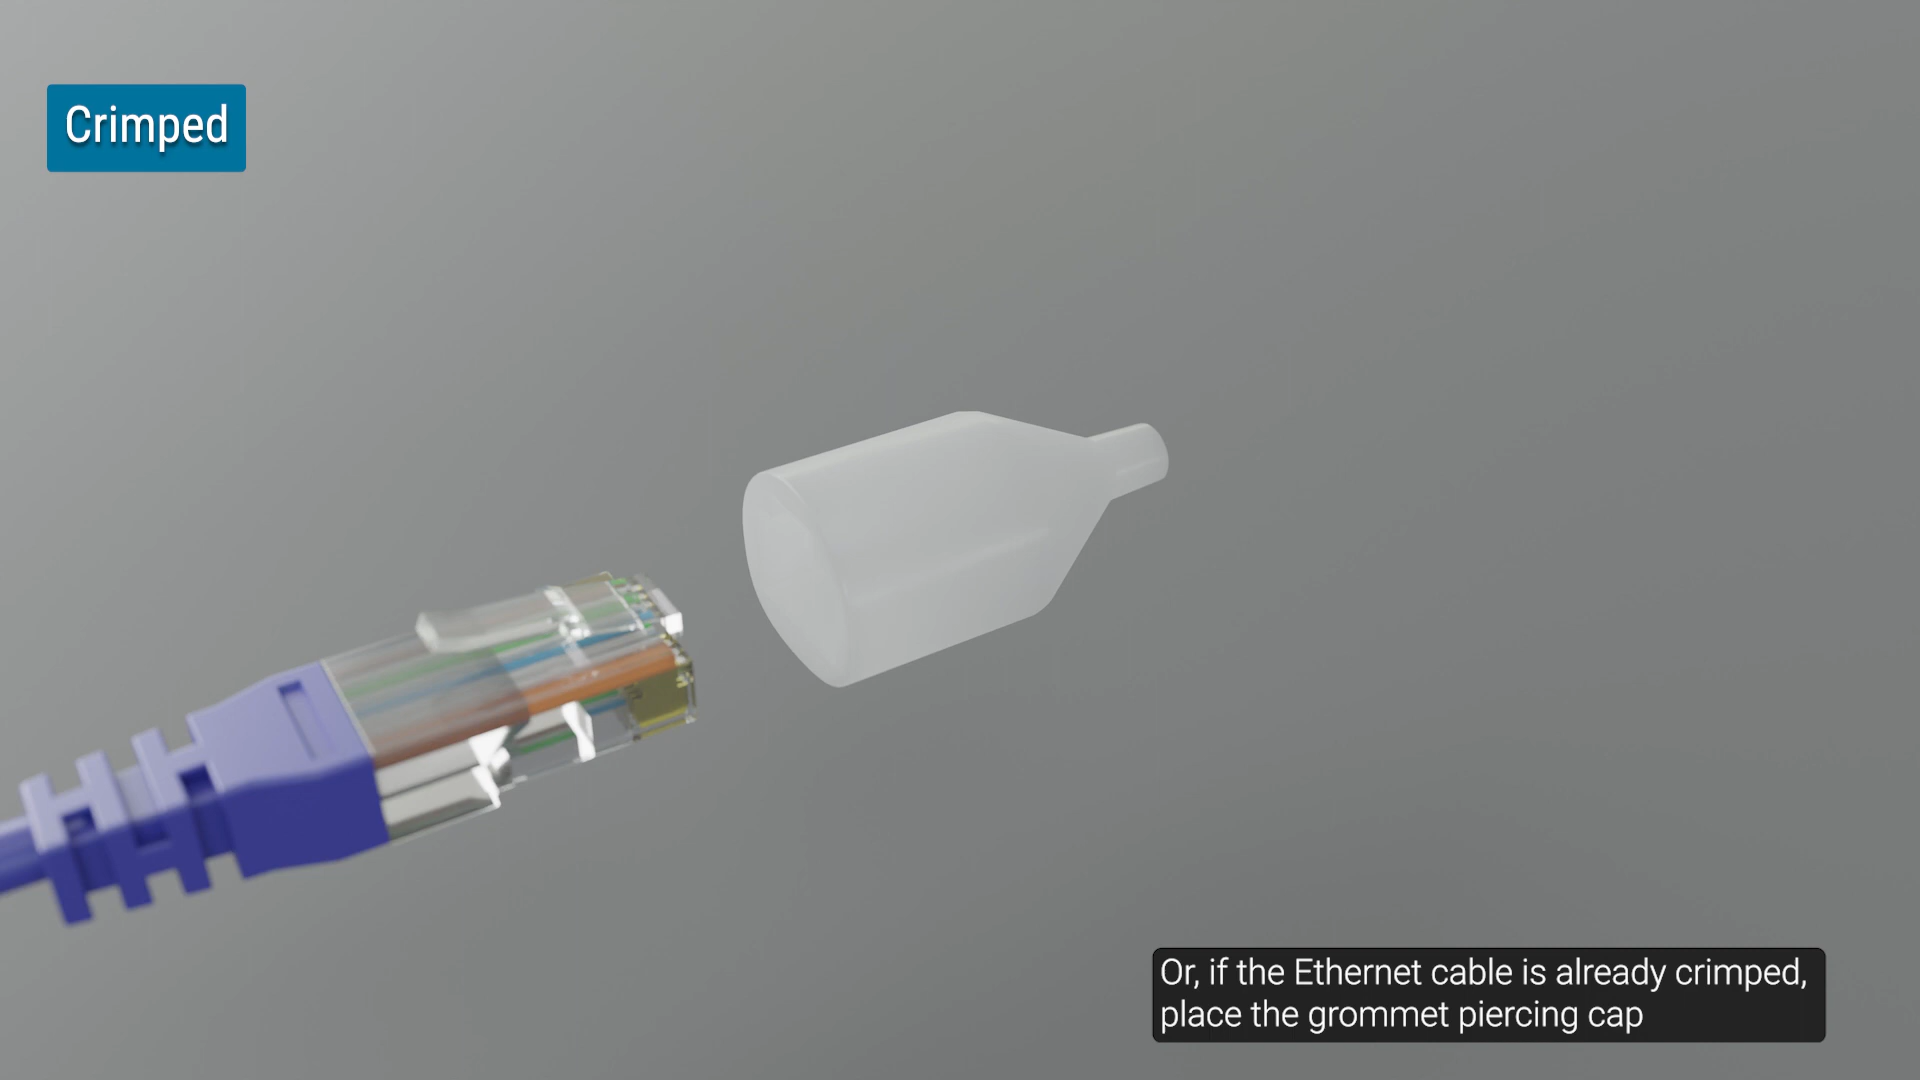 Crimped
Or, if the Ethernet cable is already crimped,
place the grommet piercing cap